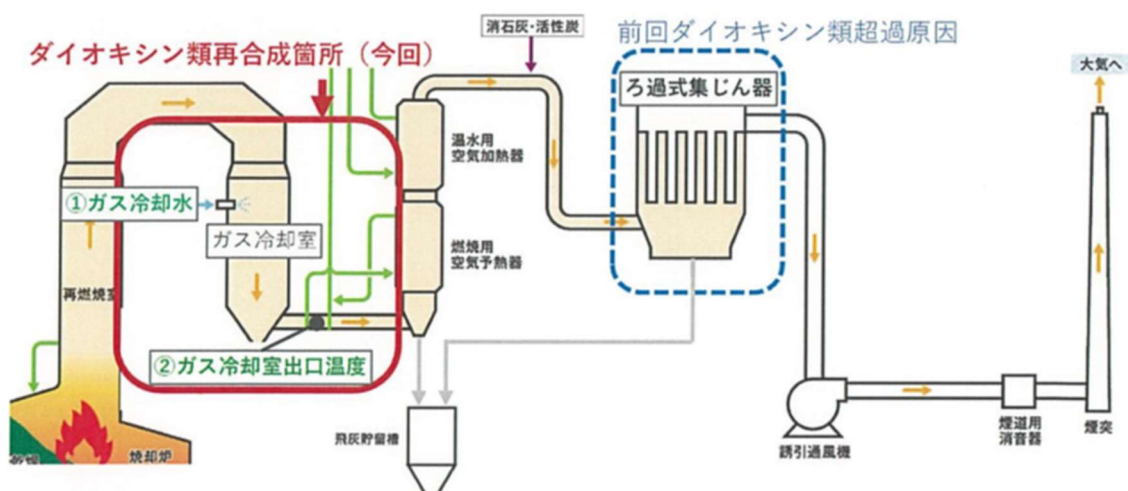 消石灰・活性炭
前回ダイオキシン類超過原因
ダイオキシン類再合成箇所（今回）
ろ過式集じん器
大気へ
温水用
空気加熱器
①ガス冷却水
ガス冷却室
燃焼用
空気予熱器
再燃焼室
②ガス冷却室出口温度
乾燥
焼却炉
飛灰貯留槽
誘引通風機
煙道用
消音器
煙突